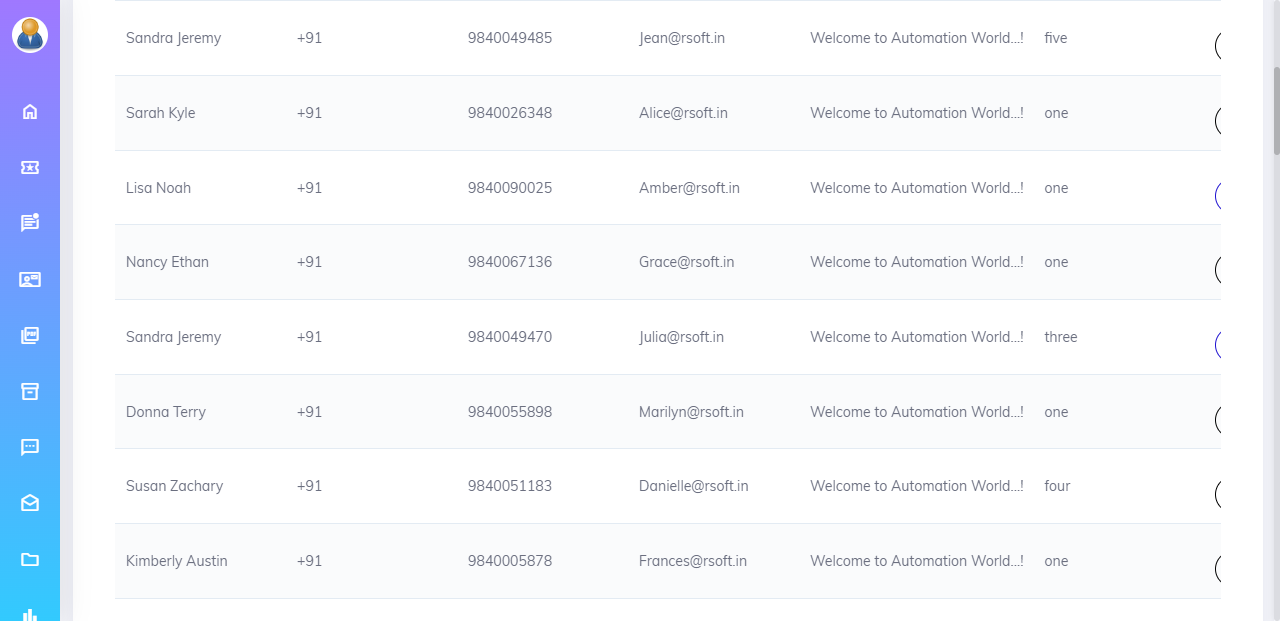 Sandra Jeremy +91 9840049485 Jean@rsoft.in Welcome to Automation World...! five
Sarah Kyle +91 9840026348 Alice@rsoft.in Welcome to Automation World...! one
Lisa Noah +91 9840090025 Amber@rsoft.in Welcome to Automation World...! one
Nancy Ethan +91 9840067136 Grace@rsoft.in Welcome to Automation World...! one
Sandra Jeremy +91 9840049470 Julia@rsoft.in Welcome to Automation World...! three
Donna Terry +91 9840055898 Marilyn@rsoft.in Welcome to Automation World...! one
Susan Zachary +91 9840051183 Danielle@rsoft.in Welcome to Automation World...! four
Kimberly Austin +91 9840005878 Frances@rsoft.in Welcome to Automation World...! one